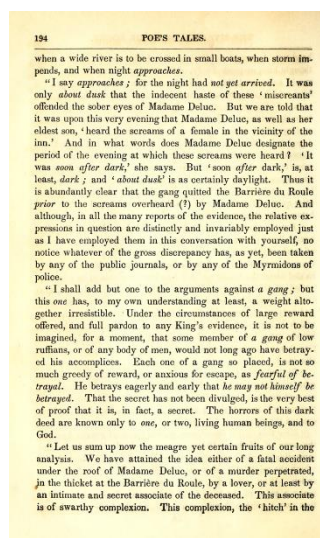 194 POE'S TALES.
when a wide river is to be crossed in small boats, when storm im-
pends, and when night approaches.
"I say approaches; for the night had not yet arrived. It was
only about dusk that the indecent haste of these 'miscreants'
offended the sober eyes of Madame Deluc. But we are told that
it was upon this very evening that Madame Deluc, as well as her
eldest son, 'heard the screams of a female in the vicinity of the
inn.' And in what words does Madame Deluc designate the
period of the evening at which these screams were heard? 'It
was soon after dark,' she says. But 'soon after dark,' is, at
least, dark; and 'about dusk' is as certainly daylight. Thus it
is abundantly clear that the gang quitted the Barrière du Roule
prior to the screams overheard (?) by Madame Deluc. And
although, in all the many reports of the evidence, the relative ex-
pressions in question are distinctly and invariably employed just
as I have employed them in this conversation with yourself, no
notice whatever of the gross discrepancy has, as yet, been taken
by any of the public journals, or by any of the Myrmidons of
police.
"I shall add but one to the arguments against a gang; but
this one has, to my own understanding at least, a weight alto-
gether irresistible. Under the circumstances of large reward
offered, and full pardon to any King's evidence, it is not to be
imagined, for a moment, that some member of a gang of low
ruffians, or of any body of men, would not long ago have betray-
ed his accomplices. Each one of a gang so placed, is not so
much greedy of reward, or anxious for escape, as fearful of be-
trayal. He betrays eagerly and early that he may not himself be
betrayed. That the secret has not been divulged, is the very best
of proof that it is, in fact, a secret. The horrors of this dark
deed are known only to one, or two, living human beings, and to
God.
"Let us sum up now the meagre yet certain fruits of our long
analysis. We have attained the idea either of a fatal accident
under the roof of Madame Deluc, or of a murder perpetrated,
in the thicket at the Barrière du Roule, by a lover, or at least by
an intimate and secret associate of the deceased. This associate
is of swarthy complexion. This complexion, the 'hitch' in the